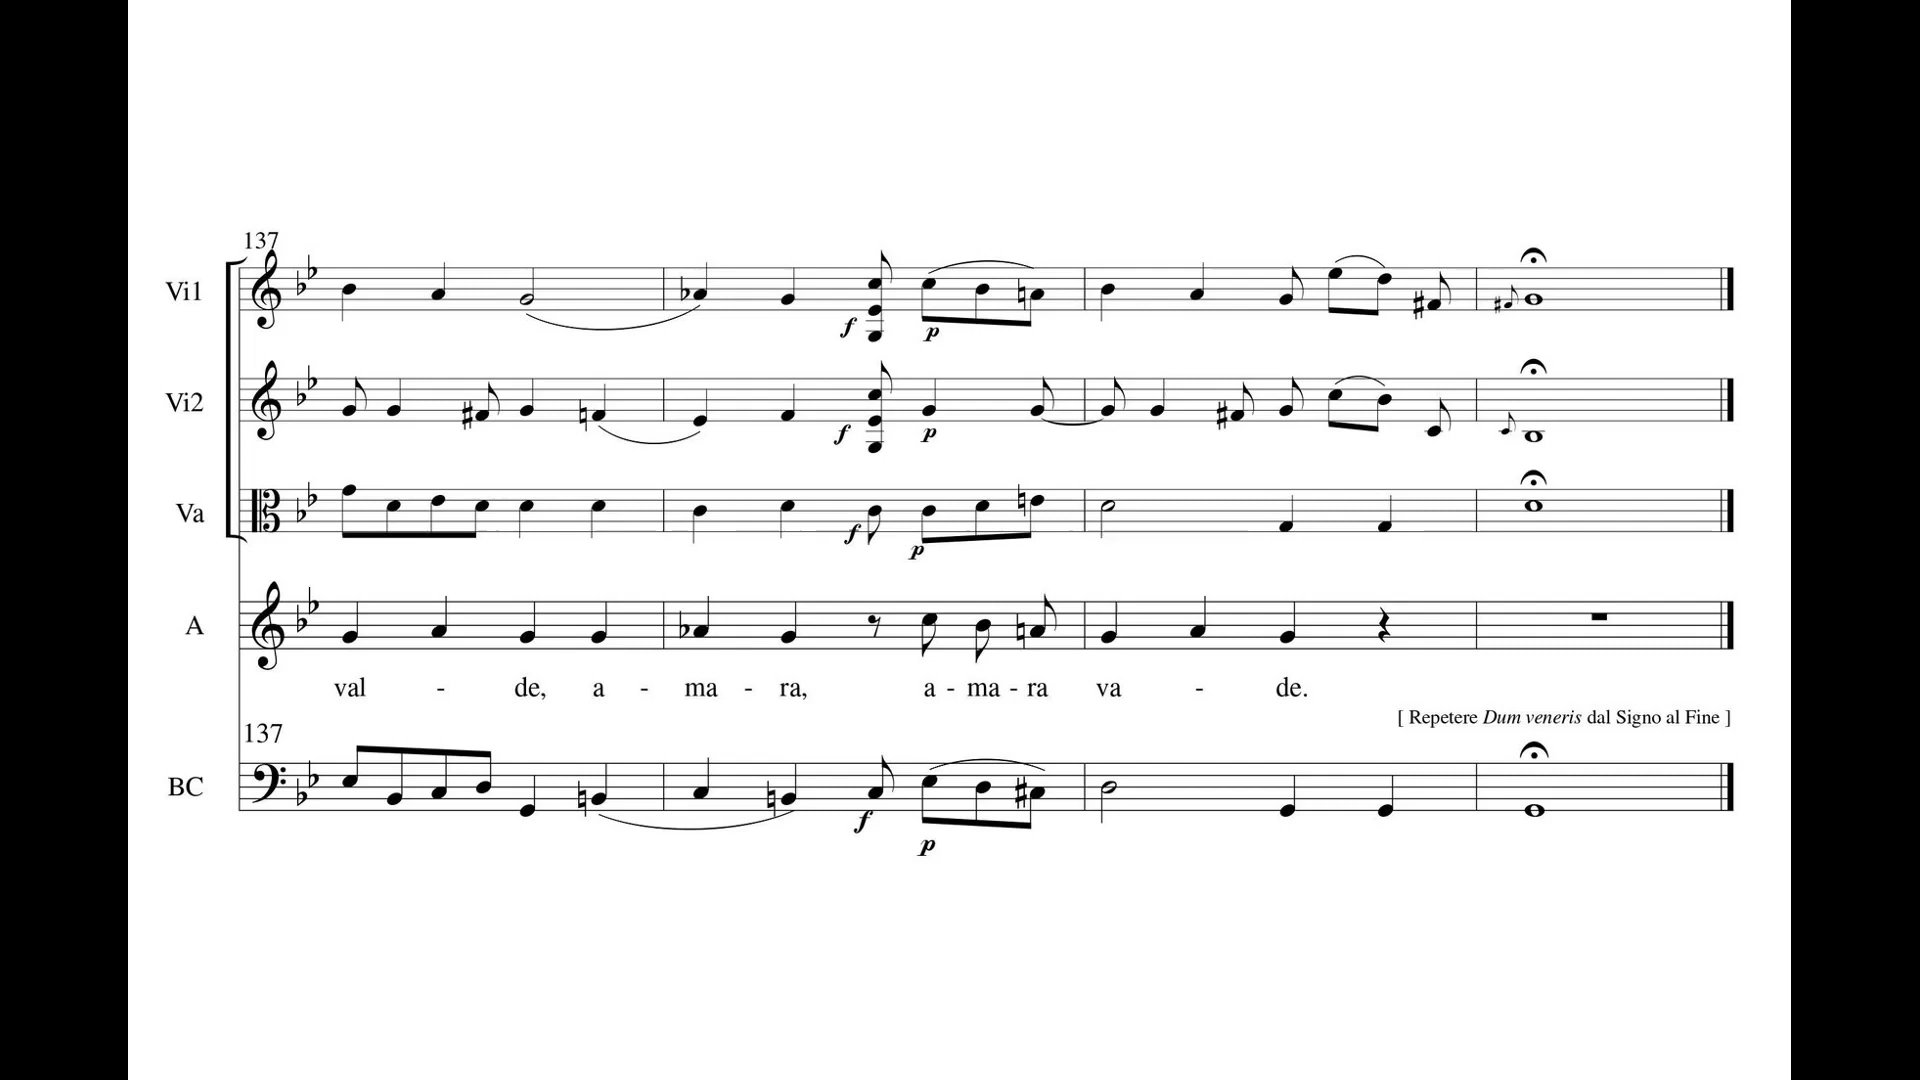 137
Vi1
f
p
Vi2
f
p
Va
f
p
A
val - de, a - ma - ra, a - ma - ra va - de.
[ Repetere Dum veneris dal Signo al Fine ]
137
BC
f
p